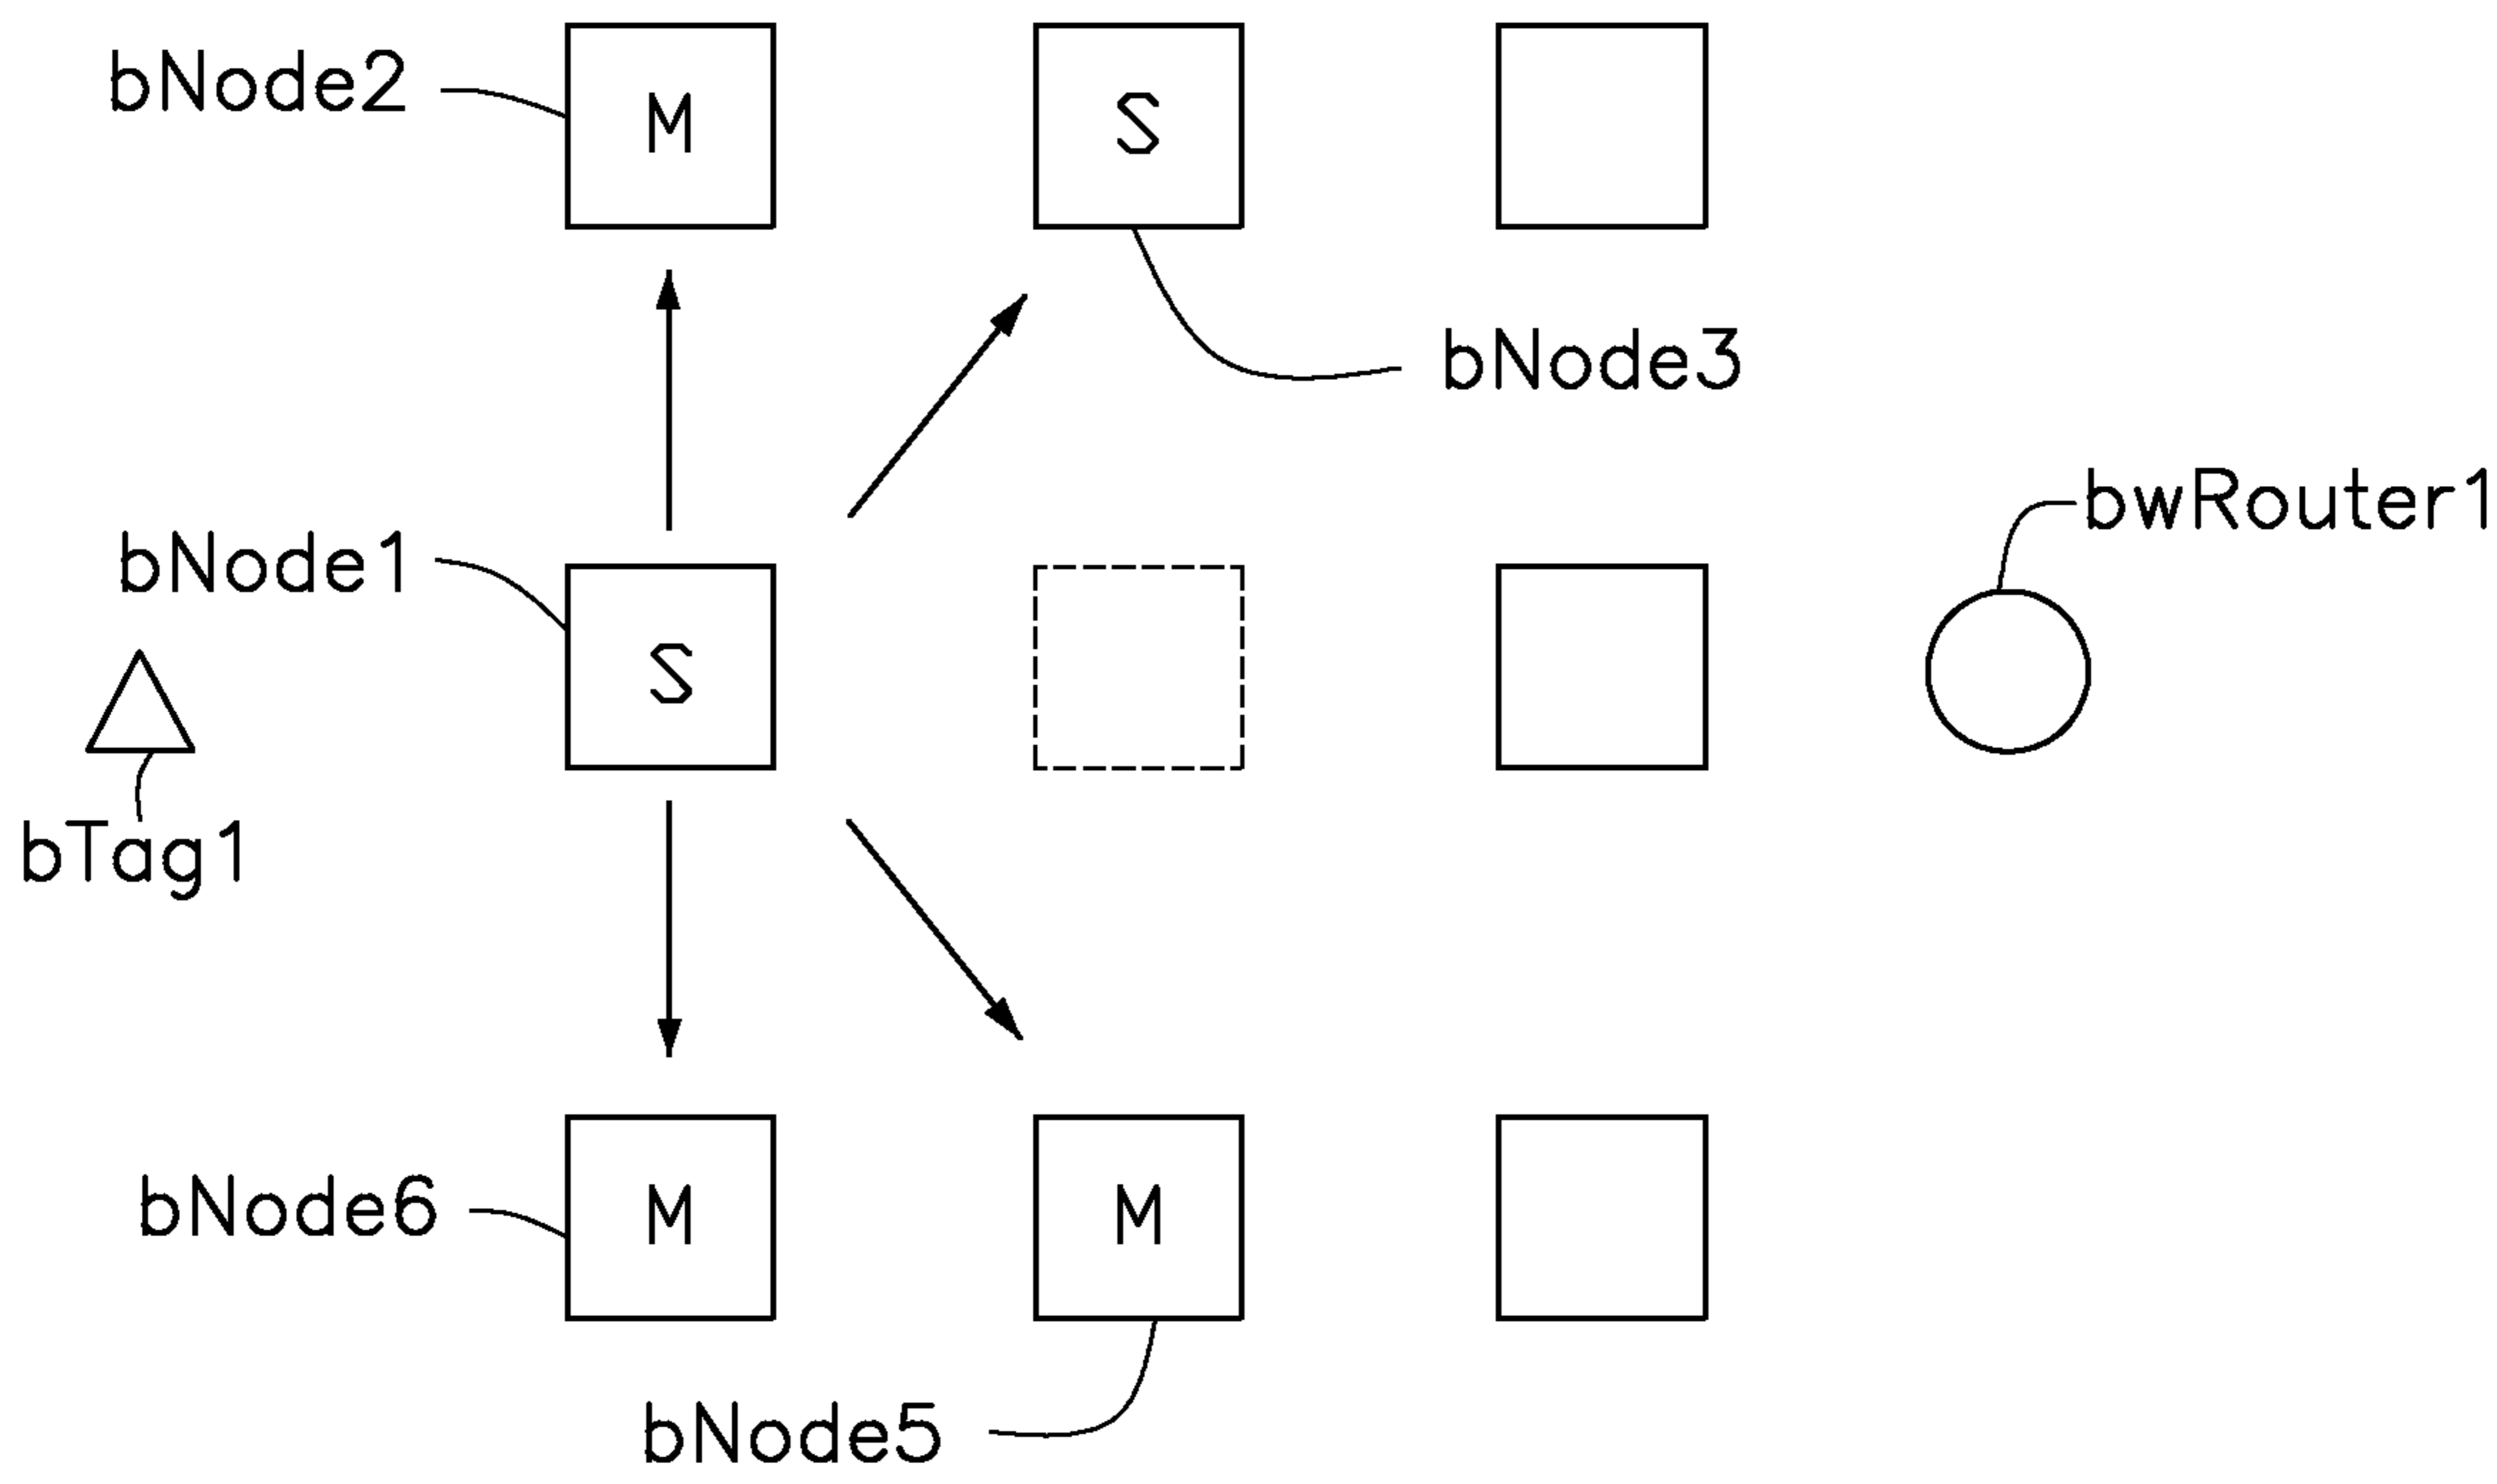 bNode2
M
S
bNode3
bwRouter1
bNode1
S
bTag1
bNode6
M
M
bNode5